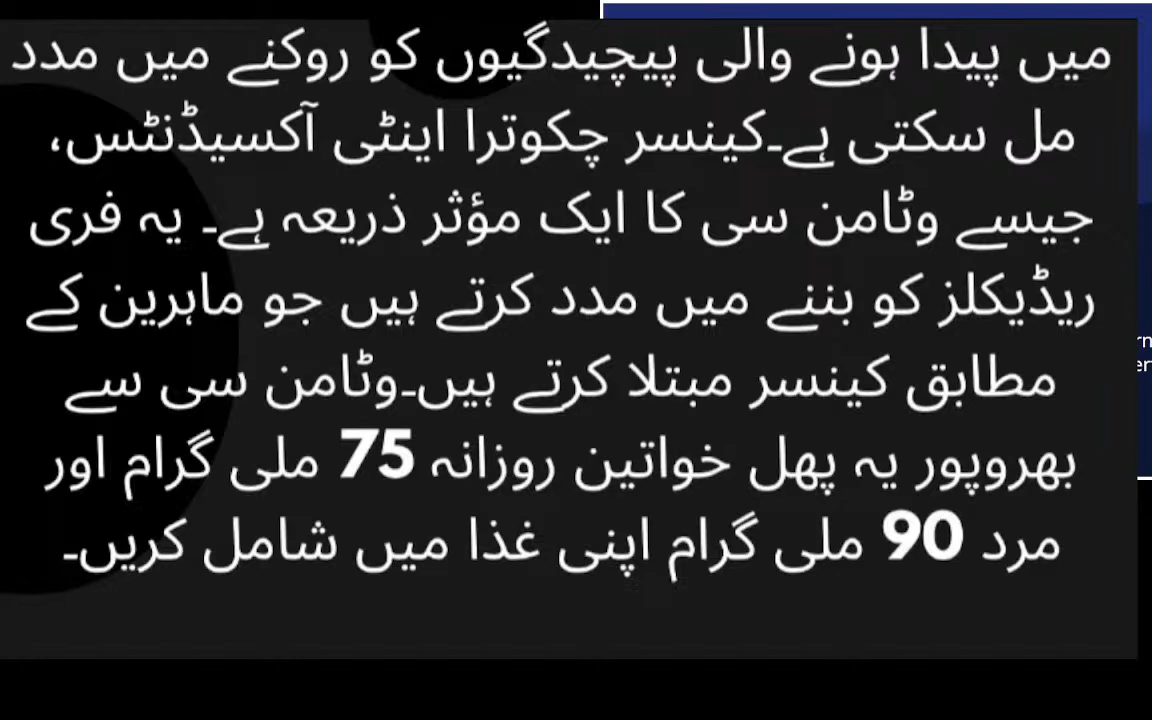 میں پیدا ہونے والی پیچیدگیوں کو روکنے میں مدد
مل سکتی ہے۔کینسر چکوترا اینٹی آکسیڈنٹس،
جیسے وٹامن سی کا ایک مؤثر ذریعہ ہے۔ یہ فری
ریڈیکلز کو بننے میں مدد کرتے ہیں جو ماہرین کے
مطابق کینسر مبتلا کرتے ہیں۔وٹامن سی سے
بھروپور یہ پھل خواتین روزانہ 75 ملی گرام اور
مرد 90 ملی گرام اپنی غذا میں شامل کریں۔